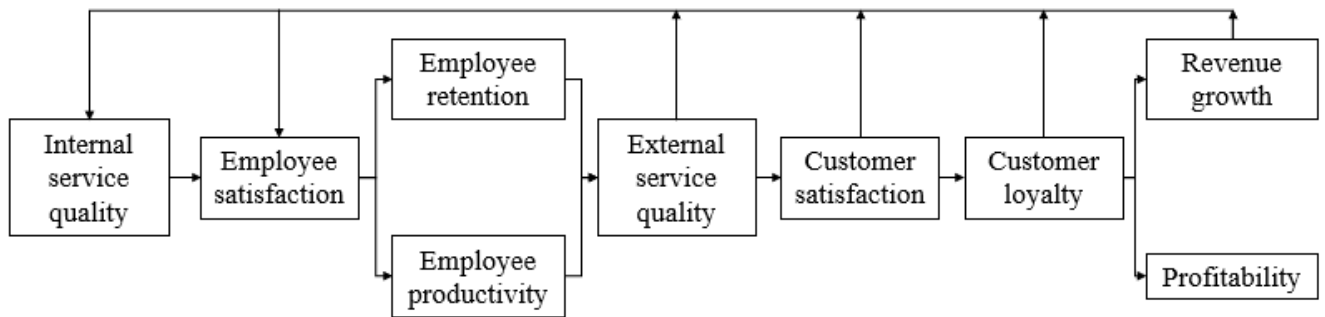 Internal
service
quality
Employee
satisfaction
Employee
retention
Employee
productivity
External
service
quality
Customer
satisfaction
Customer
loyalty
Revenue
growth
Profitability